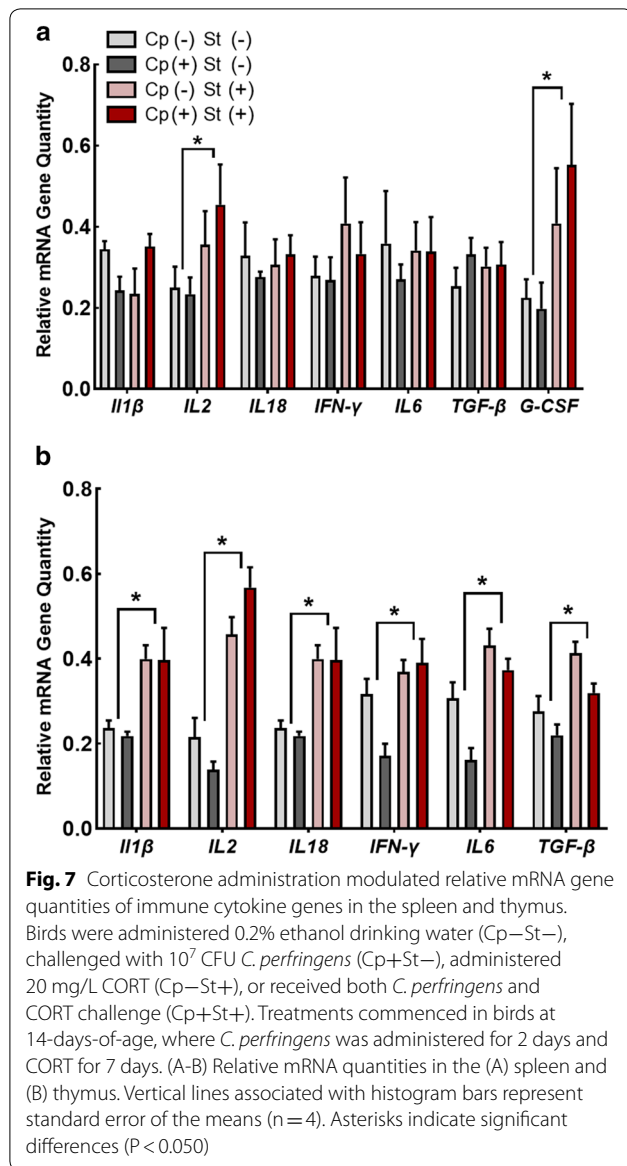 a
Cp (-) St (-)
Cp (+) St (-)
Cp (-) St (+)
Cp (+) St (+)
Relative mRNA Gene Quantity
0.8
0.6
0.4
0.2
0.0
*
*
Il1β IL2 IL18 IFN-γ IL6 TGF-β G-CSF
b
Relative mRNA Gene Quantity
0.8
0.6
0.4
0.2
0.0
*
*
*
*
*
*
Il1β IL2 IL18 IFN-γ IL6 TGF-β
Fig. 7 Corticosterone administration modulated relative mRNA gene
quantities of immune cytokine genes in the spleen and thymus.
Birds were administered 0.2% ethanol drinking water (Cp−St−),
challenged with 10⁷ CFU C. perfringens (Cp+St−), administered
20 mg/L CORT (Cp−St+), or received both C. perfringens and
CORT challenge (Cp+St+). Treatments commenced in birds at
14-days-of-age, where C. perfringens was administered for 2 days and
CORT for 7 days. (A-B) Relative mRNA quantities in the (A) spleen and
(B) thymus. Vertical lines associated with histogram bars represent
standard error of the means (n = 4). Asterisks indicate significant
differences (P < 0.050)